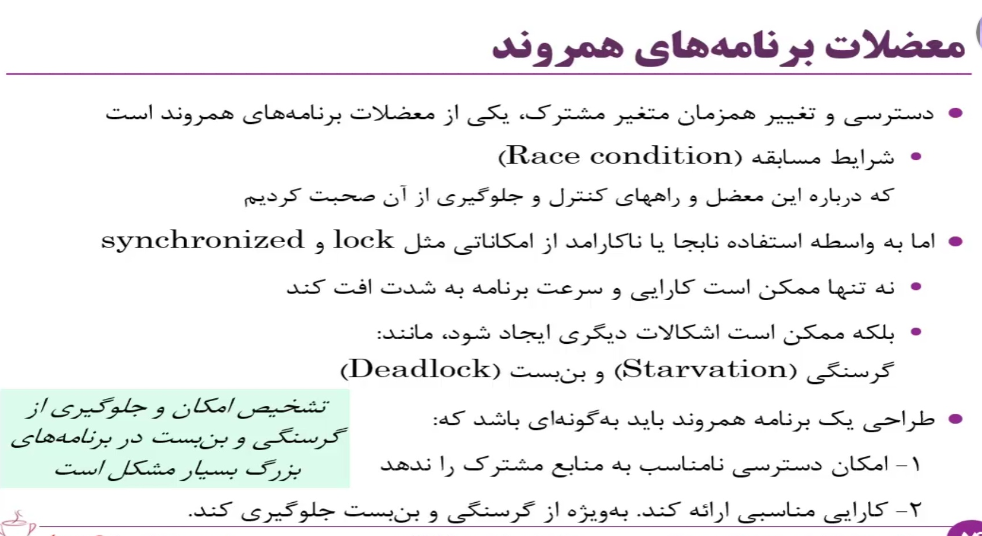 معضلات برنامه‌های همروند
• دسترسی و تغییر همزمان متغیر مشترک، یکی از معضلات برنامه‌های همروند است
• شرایط مسابقه (Race condition)
که درباره این معضل و راههای کنترل و جلوگیری از آن صحبت کردیم
• اما به واسطه استفاده نابجا یا ناکارامد از امکاناتی مثل lock و synchronized
• نه تنها ممکن است کارایی و سرعت برنامه به شدت افت کند
• بلکه ممکن است اشکالات دیگری ایجاد شود، مانند:
گرسنگی (Starvation) و بن‌بست (Deadlock)
• طراحی یک برنامه همروند باید به‌گونه‌ای باشد که:
۱- امکان دسترسی نامناسب به منابع مشترک را ندهد
۲- کارایی مناسبی ارائه کند. به‌ویژه از گرسنگی و بن‌بست جلوگیری کند.
تشخیص امکان و جلوگیری از
گرسنگی و بن‌بست در برنامه‌های
بزرگ بسیار مشکل است